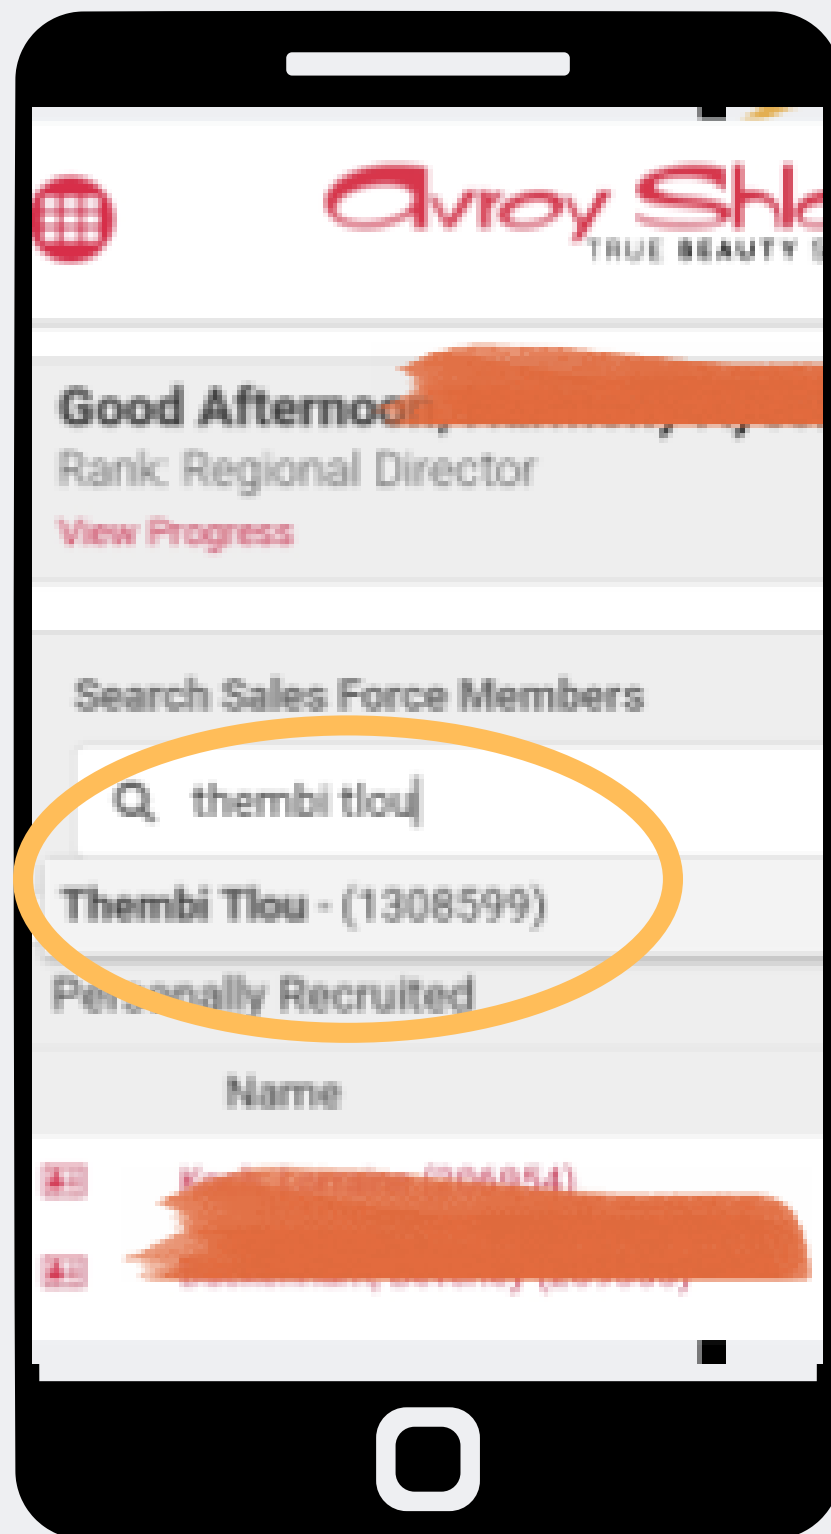 avroy Shl
TRUE BEAUTY
Good Afternoon,
Rank: Regional Director
View Progress
Search Sales Force Members
thembi tlou
Thembi Tlou - (1308599)
Personally Recruited
Name